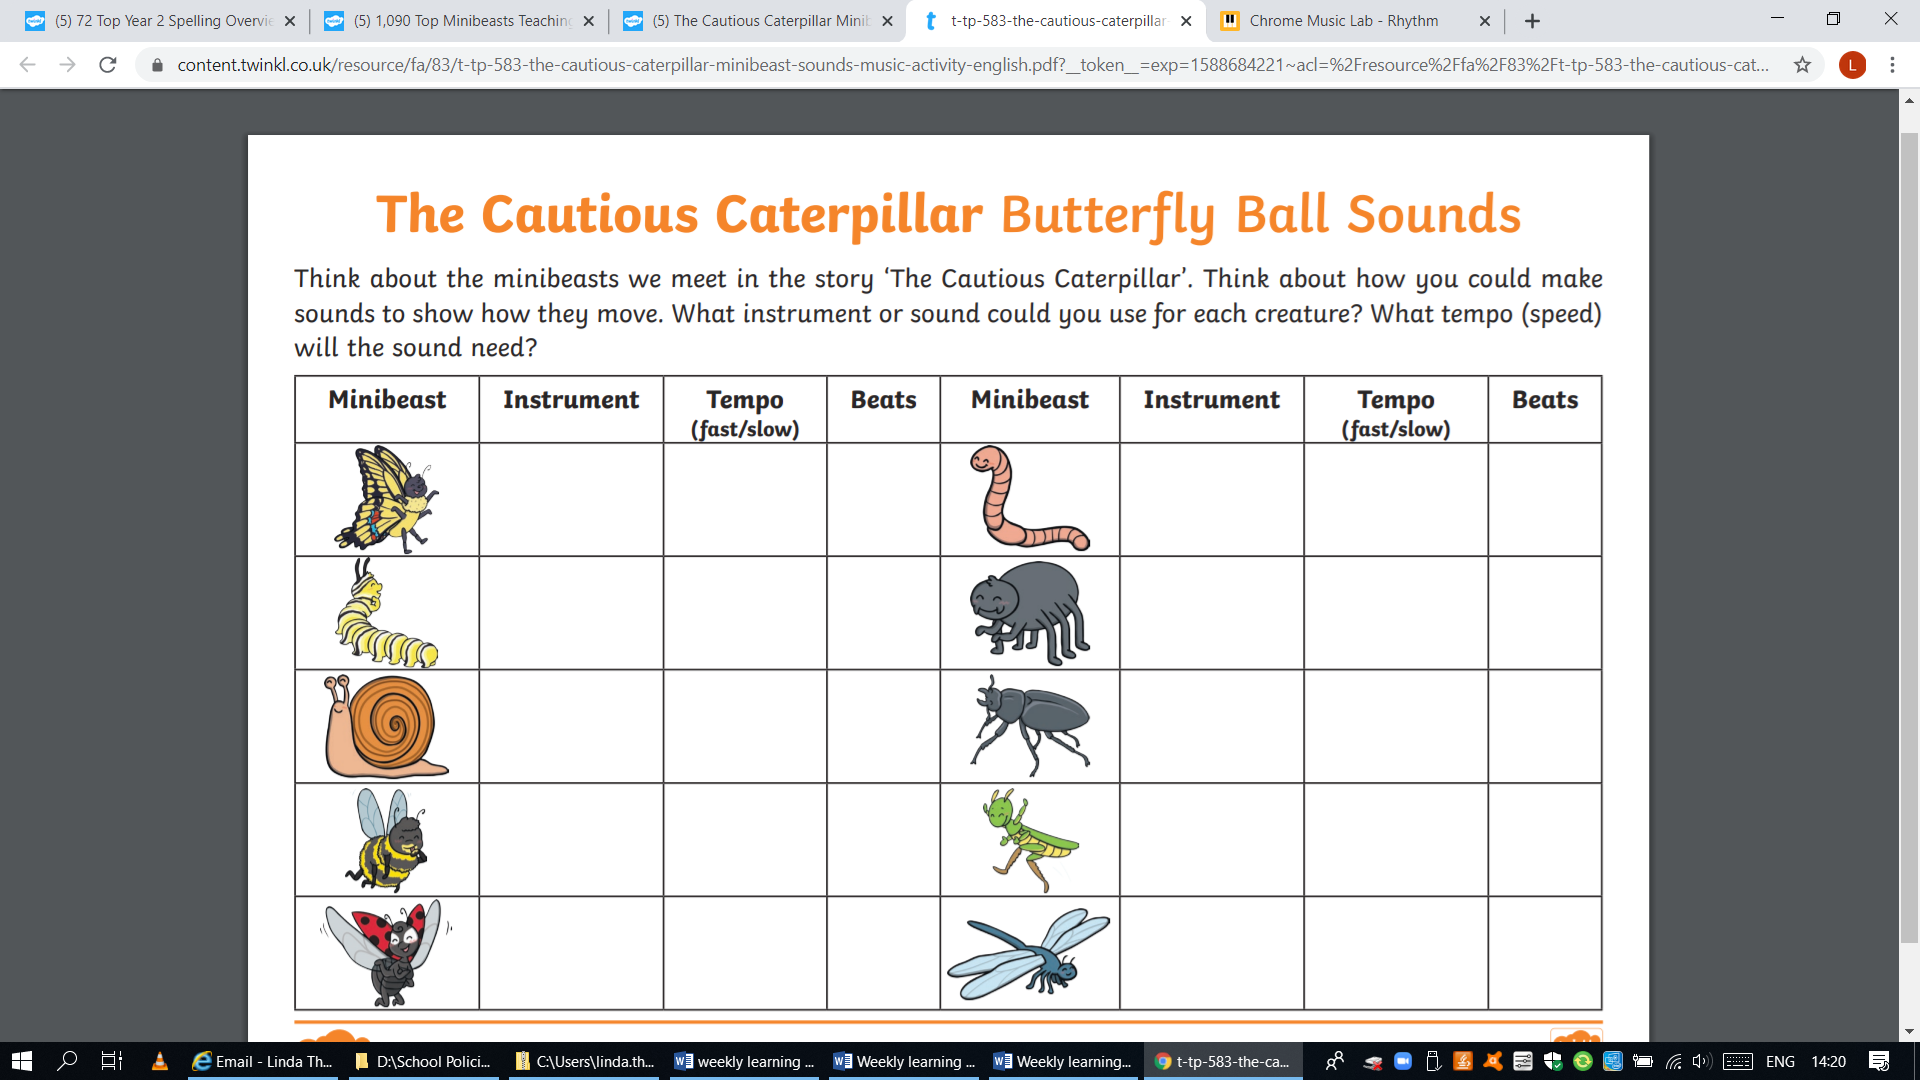 (5) 72 Top Year 2 Spelling Overvie
(5) 1,090 Top Minibeasts Teaching
(5) The Cautious Caterpillar Minib
t-tp-583-the-cautious-caterpillar-
Chrome Music Lab - Rhythm
content.twinkl.co.uk/resource/fa/83/t-tp-583-the-cautious-caterpillar-minibeast-sounds-music-activity-english.pdf?__token__=exp=1588684221~acl=%2Fresource%2Ffa%2F83%2Ft-tp-583-the-cautious-cat...
L
The Cautious Caterpillar Butterfly Ball Sounds
Think about the minibeasts we meet in the story ‘The Cautious Caterpillar’. Think about how you could make
sounds to show how they move. What instrument or sound could you use for each creature? What tempo (speed)
will the sound need?
Minibeast Instrument Tempo Beats Minibeast Instrument Tempo Beats
(fast/slow) (fast/slow)
Email - Linda Th...
D:\School Polici...
C:\Users\linda.th...
weekly learning ...
Weekly learning ...
Weekly learning...
t-tp-583-the-ca...
ENG
14:20